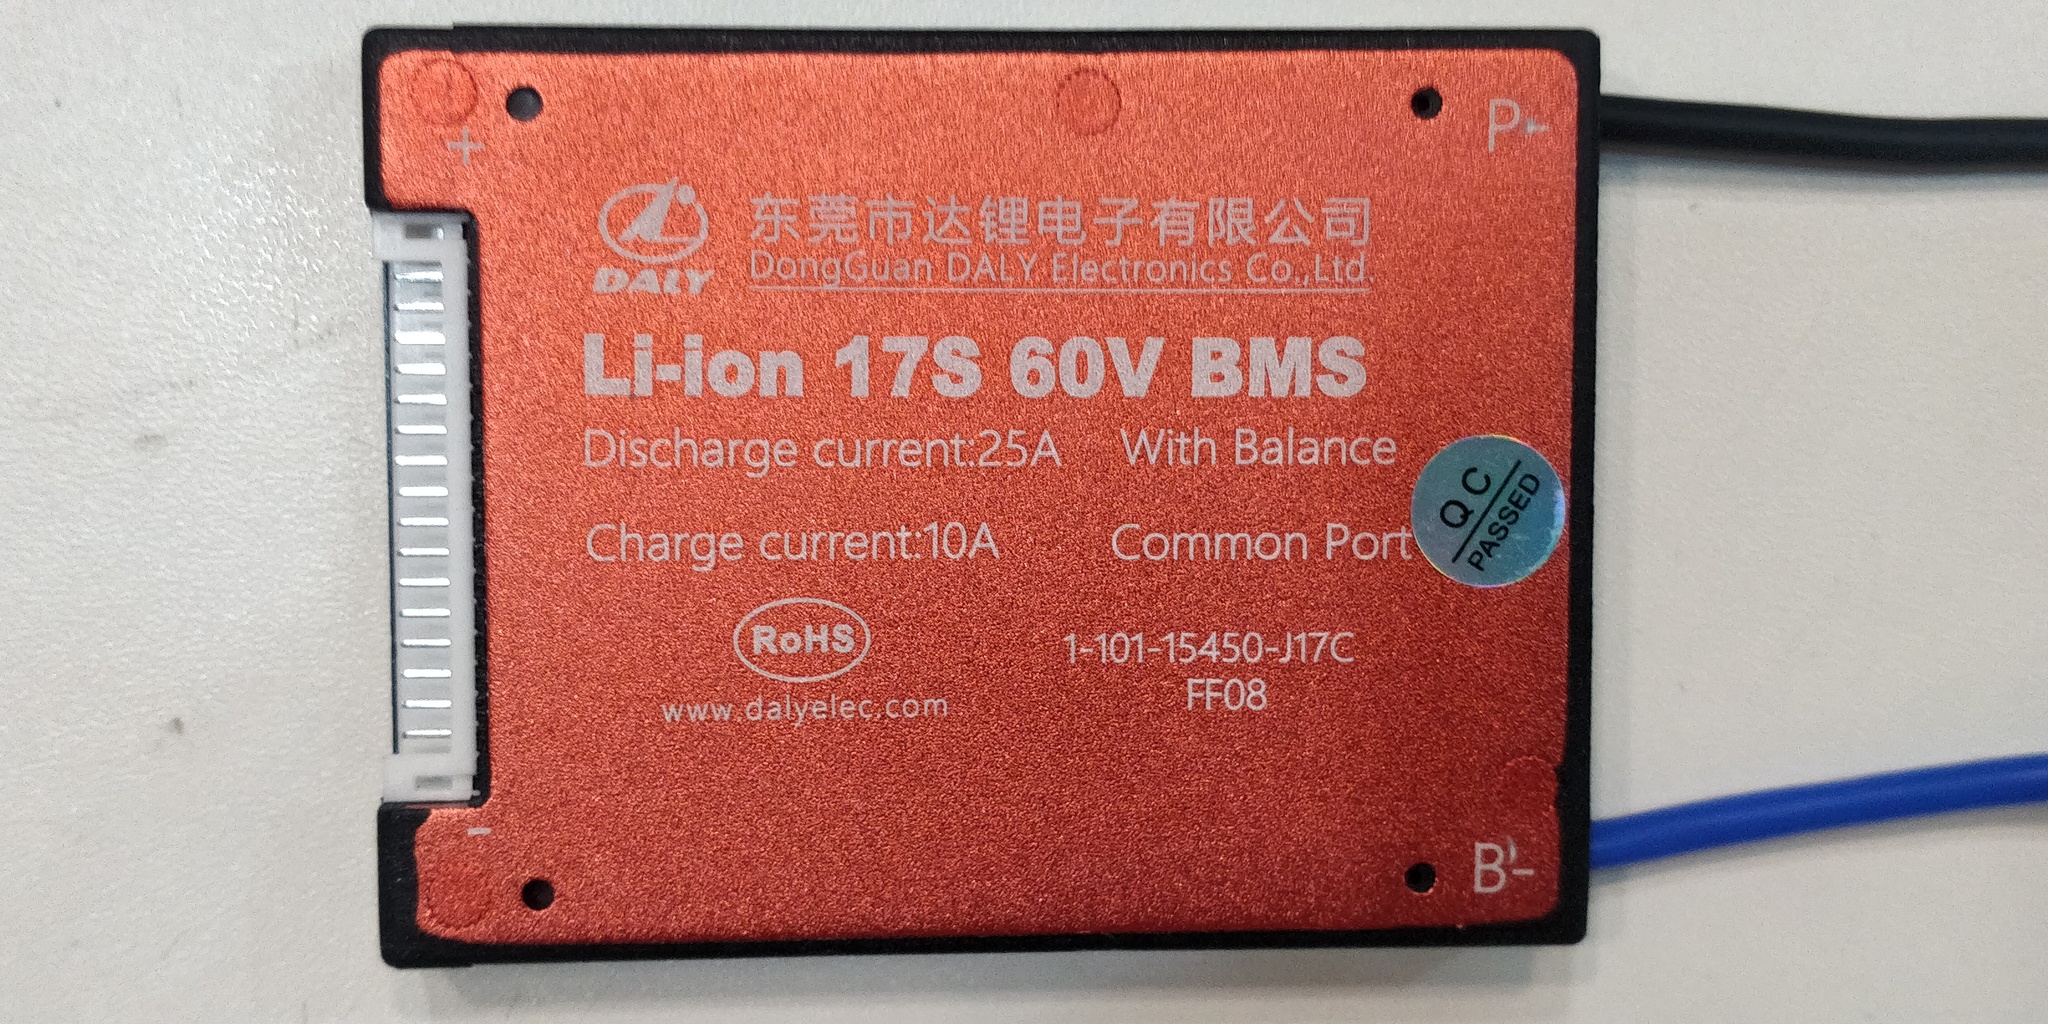 +
P-
DALY
东莞市达锂电子有限公司
DongGuan DALY Electronics Co.,Ltd.
Li-ion 17S 60V BMS
Discharge current:25A With Balance
Charge current:10A Common Port
QC
PASSED
RoHS
www.dalyelec.com
1-101-15450-J17C
FF08
-
B-